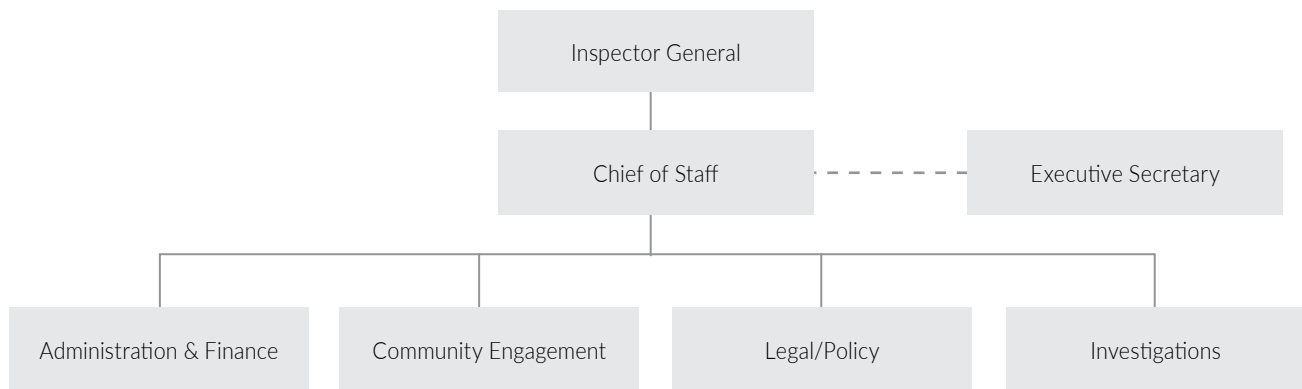 Inspector General
Chief of Staff
Executive Secretary
Administration & Finance
Community Engagement
Legal/Policy
Investigations